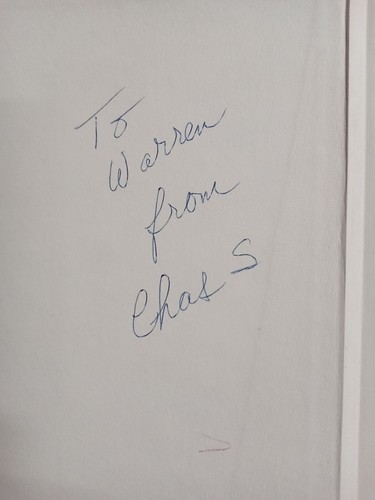 To
Warren
from
Chas S